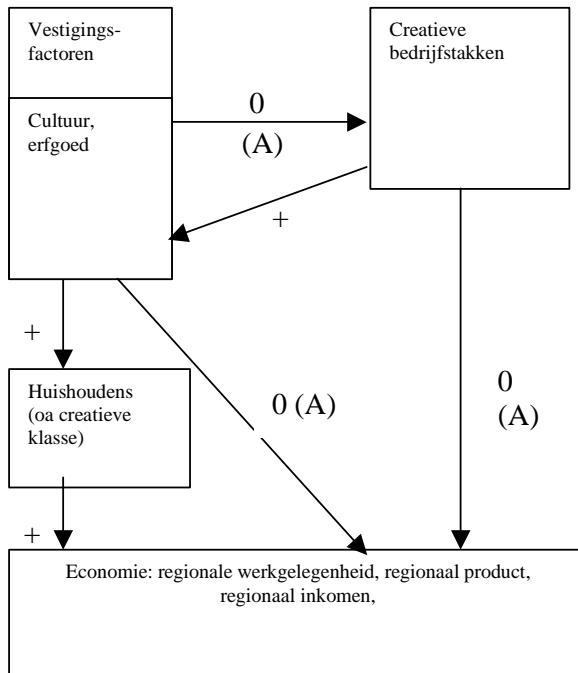 Vestigings-
factoren
Creatieve
bedrijfstakken
Cultuur,
erfgoed
0
(A)
+
+
Huishoudens
(oa creatieve
klasse)
0 (A)
0
(A)
+
Economie: regionale werkgelegenheid, regionaal product,
regionaal inkomen,